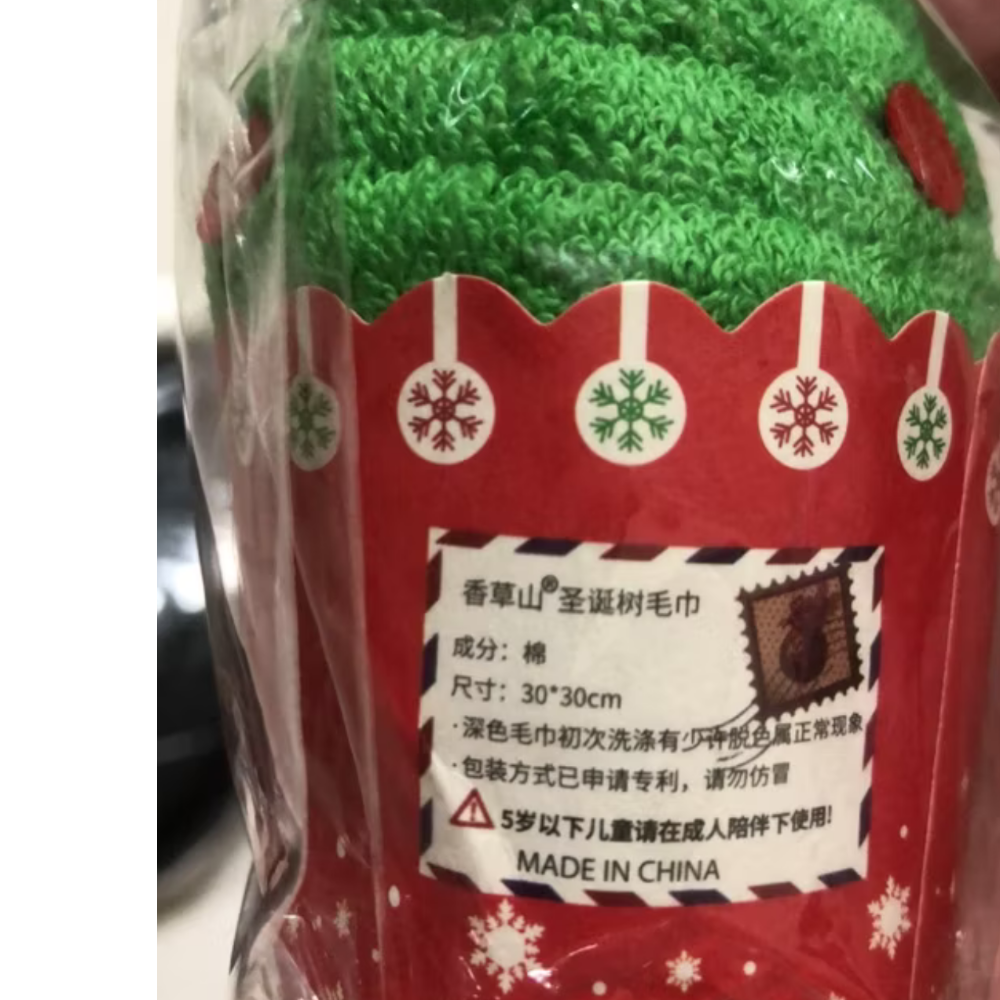 香草山®圣诞树毛巾
成分：棉
尺寸：30*30cm
·深色毛巾初次洗涤有少许脱色属正常现象
·包装方式已申请专利，请勿仿冒
5岁以下儿童请在成人陪伴下使用!
MADE IN CHINA